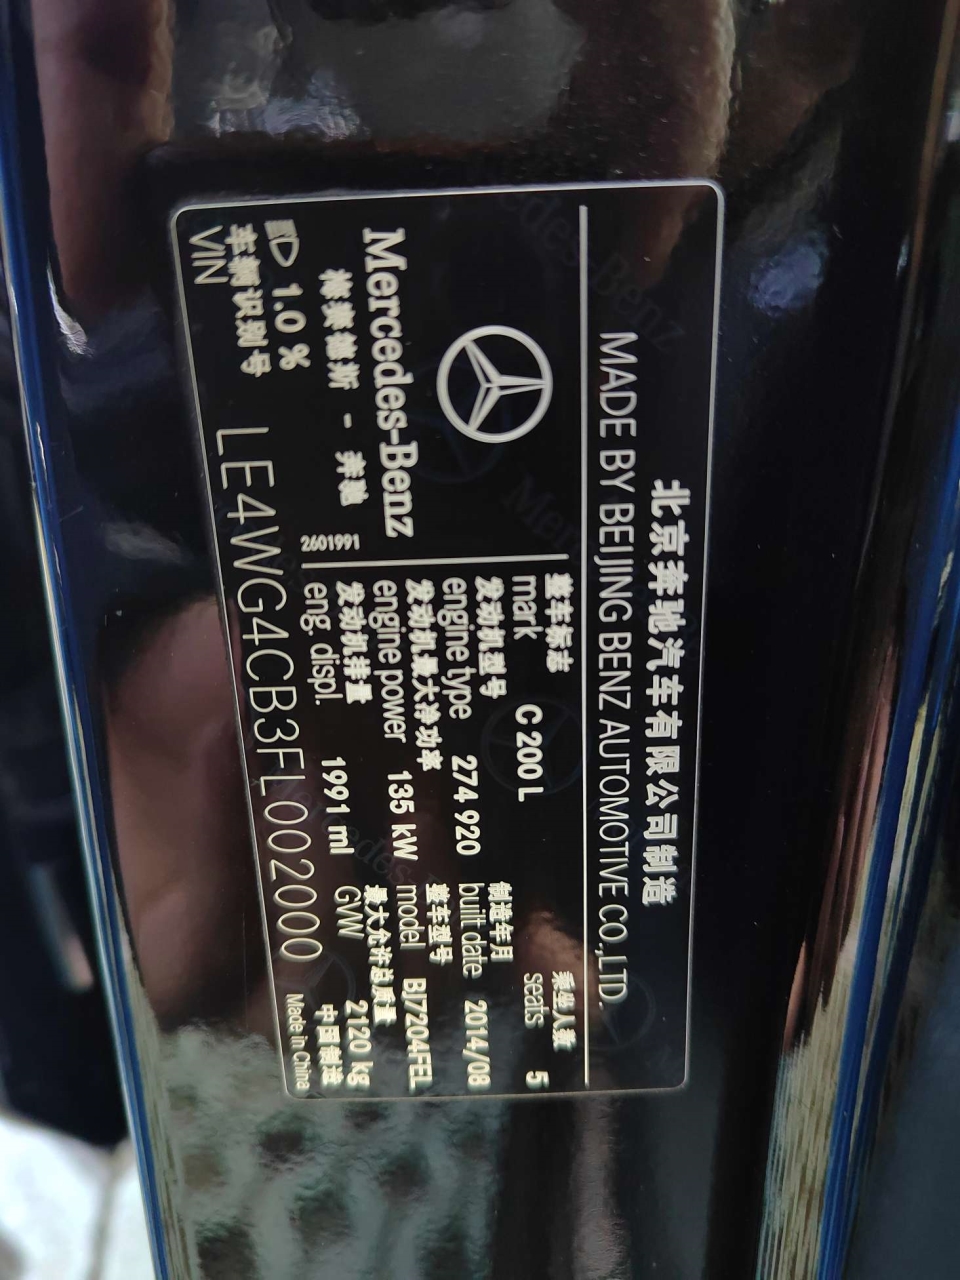 北京奔驰汽车有限公司制造
MADE BY BEIJING BENZ AUTOMOTIVE CO.,LTD.
Mercedes-Benz
梅赛德斯 - 奔驰
2601991
整车标志
mark C 200 L
乘坐人数
seats 5
发动机型号
engine type 274 920
制造年月
built date 2014/08
发动机最大净功率
engine power 135 kW
整车型号
model BJ7204FEL
发动机排量
eng. displ. 1991 ml
最大允许总质量
GVW 2120 kg
1.0 %
车辆识别号
VIN LE4WG4CB3FL002000
中国制造
Made in China